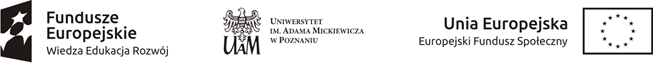 Fundusze
Europejskie
Wiedza Edukacja Rozwój
UAM
UNIWERSYTET
IM. ADAMA MICKIEWICZA
W POZNANIU
Unia Europejska
Europejski Fundusz Społeczny